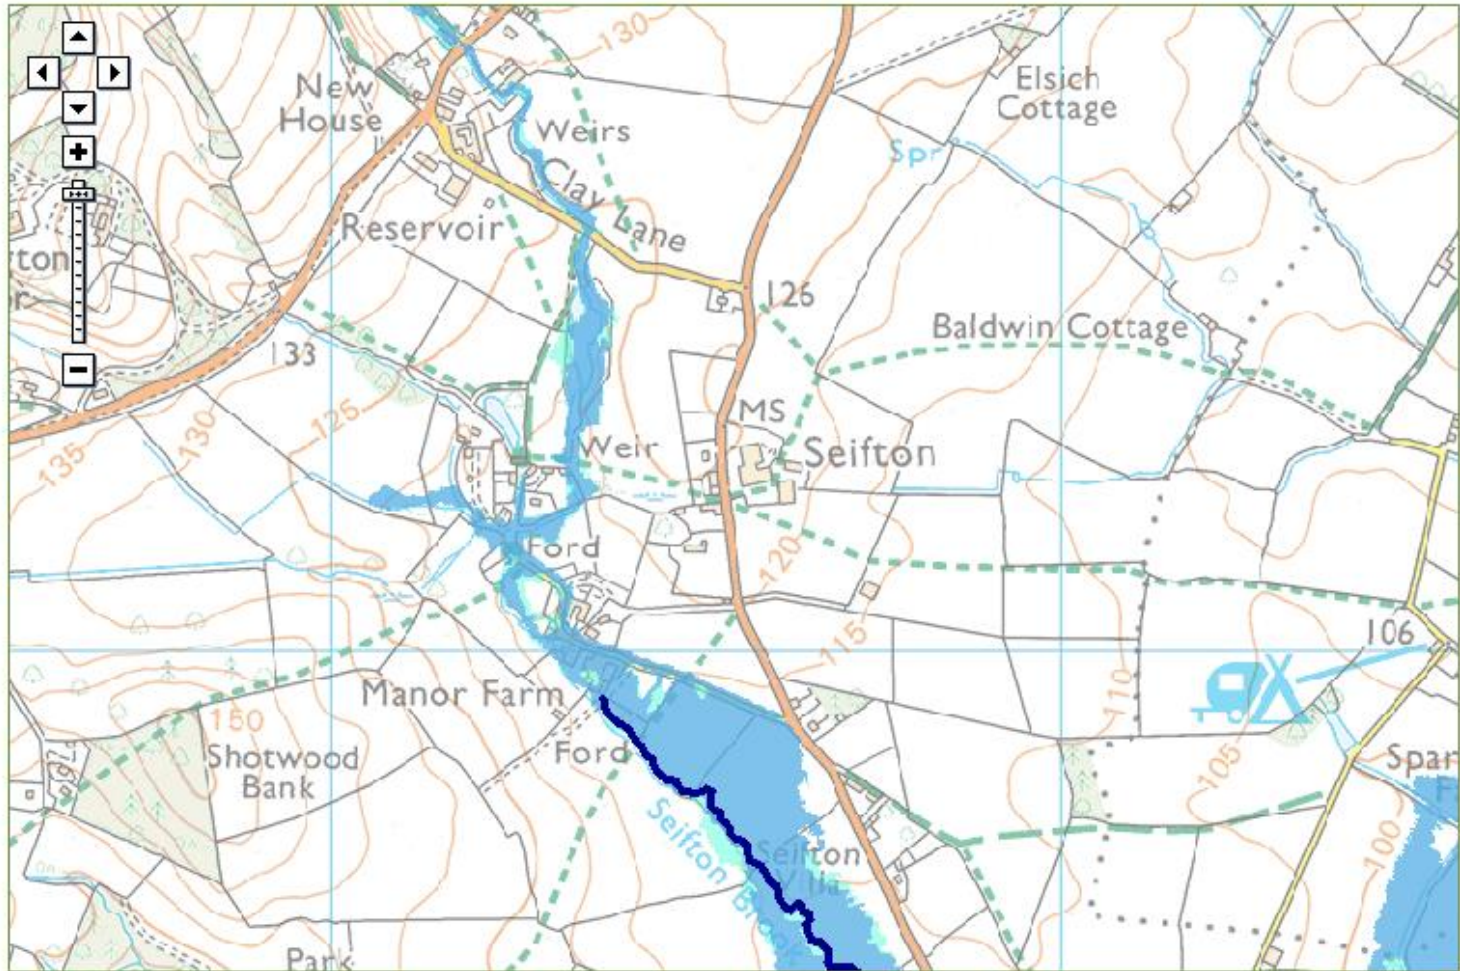 130
New
House
Elsich
Cottage
Weirs
Spr
Clay Lane
Reservoir
rton
r
126
Baldwin Cottage
133
125
130
135
MS
Weir
Seifton
Ford
120
115
106
Manor Farm
110
150
Shotwood
Bank
Ford
105
Spar
F
Seifton Brook
Seifton
Villa
100
Park